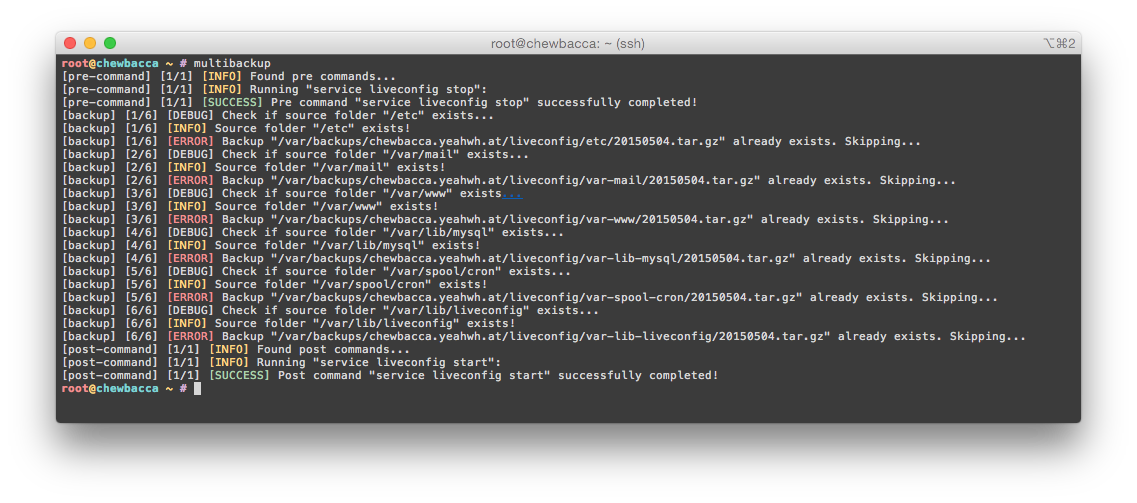 root@chewbacca: ~ (ssh)
⌥⌘2
root@chewbacca ~ # multibackup
[pre-command] [1/1] [INFO] Found pre commands...
[pre-command] [1/1] [INFO] Running "service liveconfig stop":
[pre-command] [1/1] [SUCCESS] Pre command "service liveconfig stop" successfully completed!
[backup] [1/6] [DEBUG] Check if source folder "/etc" exists...
[backup] [1/6] [INFO] Source folder "/etc" exists!
[backup] [1/6] [ERROR] Backup "/var/backups/chewbacca.yeahwh.at/liveconfig/etc/20150504.tar.gz" already exists. Skipping...
[backup] [2/6] [DEBUG] Check if source folder "/var/mail" exists...
[backup] [2/6] [INFO] Source folder "/var/mail" exists!
[backup] [2/6] [ERROR] Backup "/var/backups/chewbacca.yeahwh.at/liveconfig/var-mail/20150504.tar.gz" already exists. Skipping...
[backup] [3/6] [DEBUG] Check if source folder "/var/www" exists...
[backup] [3/6] [INFO] Source folder "/var/www" exists!
[backup] [3/6] [ERROR] Backup "/var/backups/chewbacca.yeahwh.at/liveconfig/var-www/20150504.tar.gz" already exists. Skipping...
[backup] [4/6] [DEBUG] Check if source folder "/var/lib/mysql" exists...
[backup] [4/6] [INFO] Source folder "/var/lib/mysql" exists!
[backup] [4/6] [ERROR] Backup "/var/backups/chewbacca.yeahwh.at/liveconfig/var-lib-mysql/20150504.tar.gz" already exists. Skipping...
[backup] [5/6] [DEBUG] Check if source folder "/var/spool/cron" exists...
[backup] [5/6] [INFO] Source folder "/var/spool/cron" exists!
[backup] [5/6] [ERROR] Backup "/var/backups/chewbacca.yeahwh.at/liveconfig/var-spool-cron/20150504.tar.gz" already exists. Skipping...
[backup] [6/6] [DEBUG] Check if source folder "/var/lib/liveconfig" exists...
[backup] [6/6] [INFO] Source folder "/var/lib/liveconfig" exists!
[backup] [6/6] [ERROR] Backup "/var/backups/chewbacca.yeahwh.at/liveconfig/var-lib-liveconfig/20150504.tar.gz" already exists. Skipping...
[post-command] [1/1] [INFO] Found post commands...
[post-command] [1/1] [INFO] Running "service liveconfig start":
[post-command] [1/1] [SUCCESS] Post command "service liveconfig start" successfully completed!
root@chewbacca ~ #